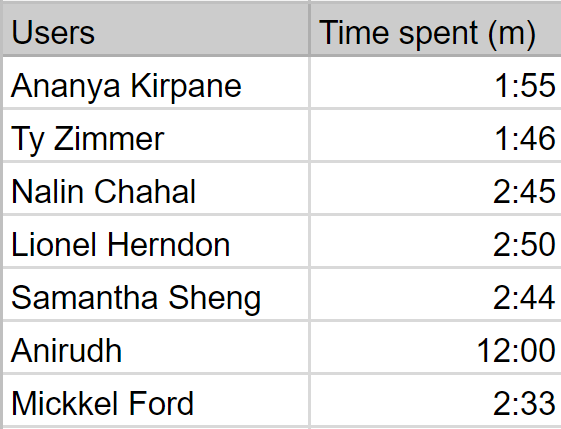 Users Time spent (m)
Ananya Kirpane 1:55
Ty Zimmer 1:46
Nalin Chahal 2:45
Lionel Herndon 2:50
Samantha Sheng 2:44
Anirudh 12:00
Mickkel Ford 2:33